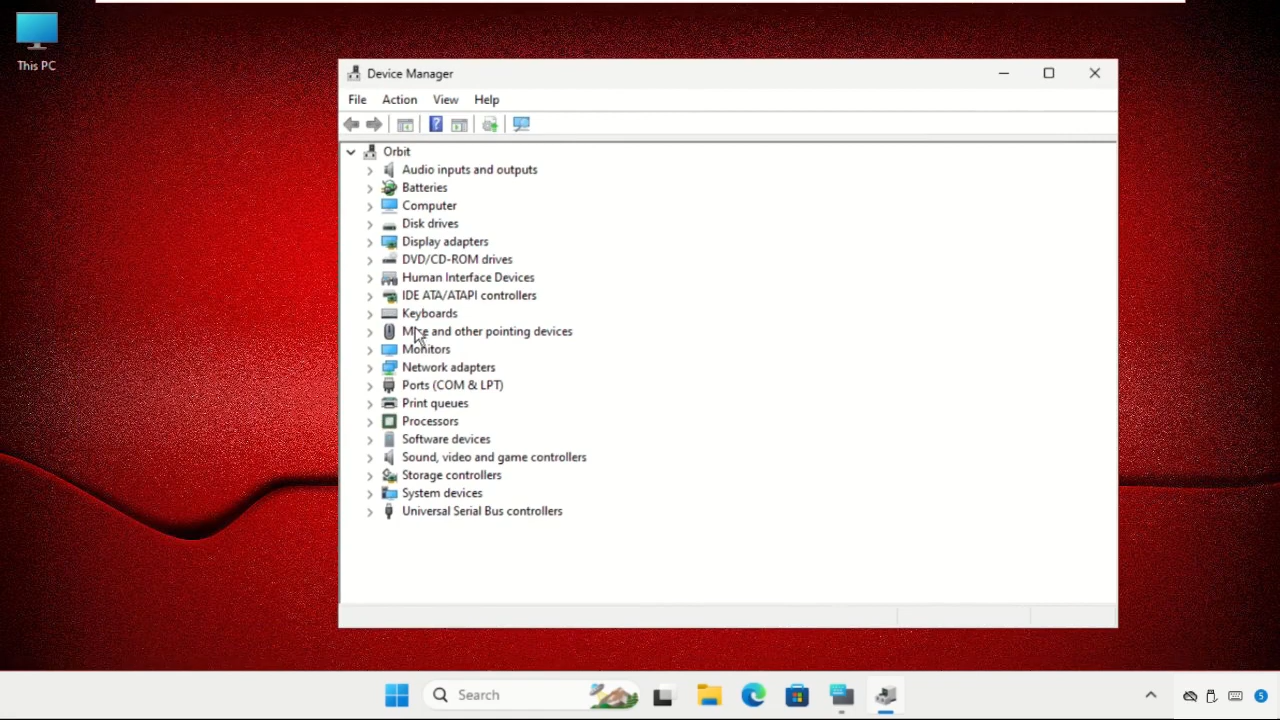 This PC
Device Manager
File Action View Help
Orbit
Audio inputs and outputs
Batteries
Computer
Disk drives
Display adapters
DVD/CD-ROM drives
Human Interface Devices
IDE ATA/ATAPI controllers
Keyboards
Mice and other pointing devices
Monitors
Network adapters
Ports (COM & LPT)
Print queues
Processors
Software devices
Sound, video and game controllers
Storage controllers
System devices
Universal Serial Bus controllers
Search
5